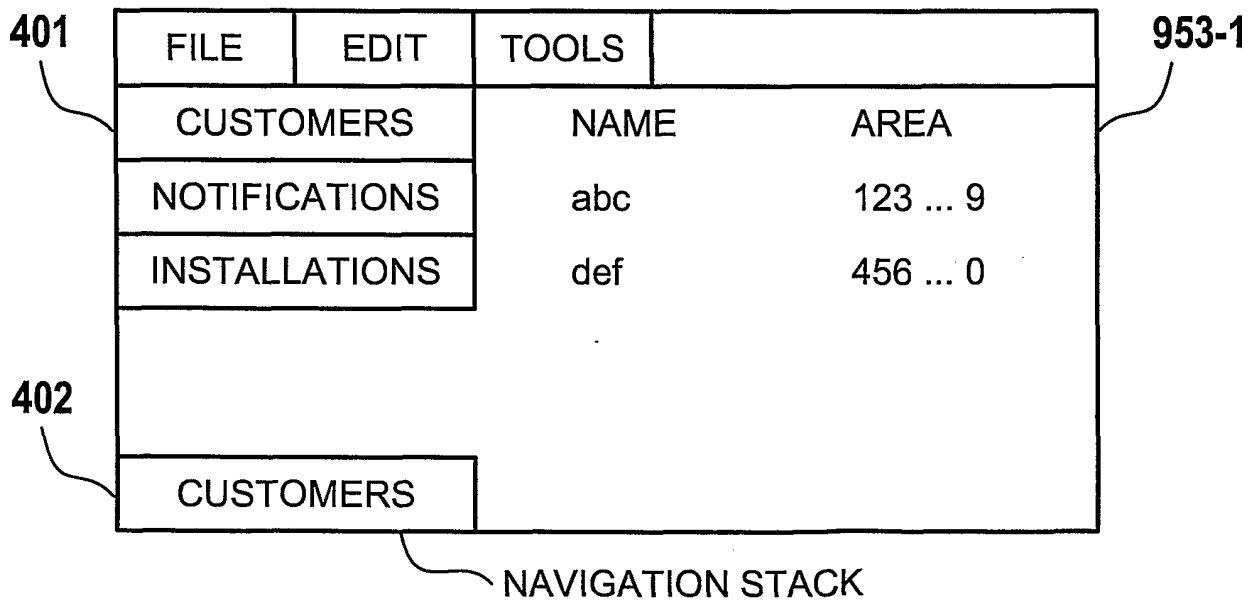 401
953-1
FILE EDIT TOOLS
CUSTOMERS NAME AREA
NOTIFICATIONS abc 123 ... 9
INSTALLATIONS def 456 ... 0
402
CUSTOMERS
NAVIGATION STACK